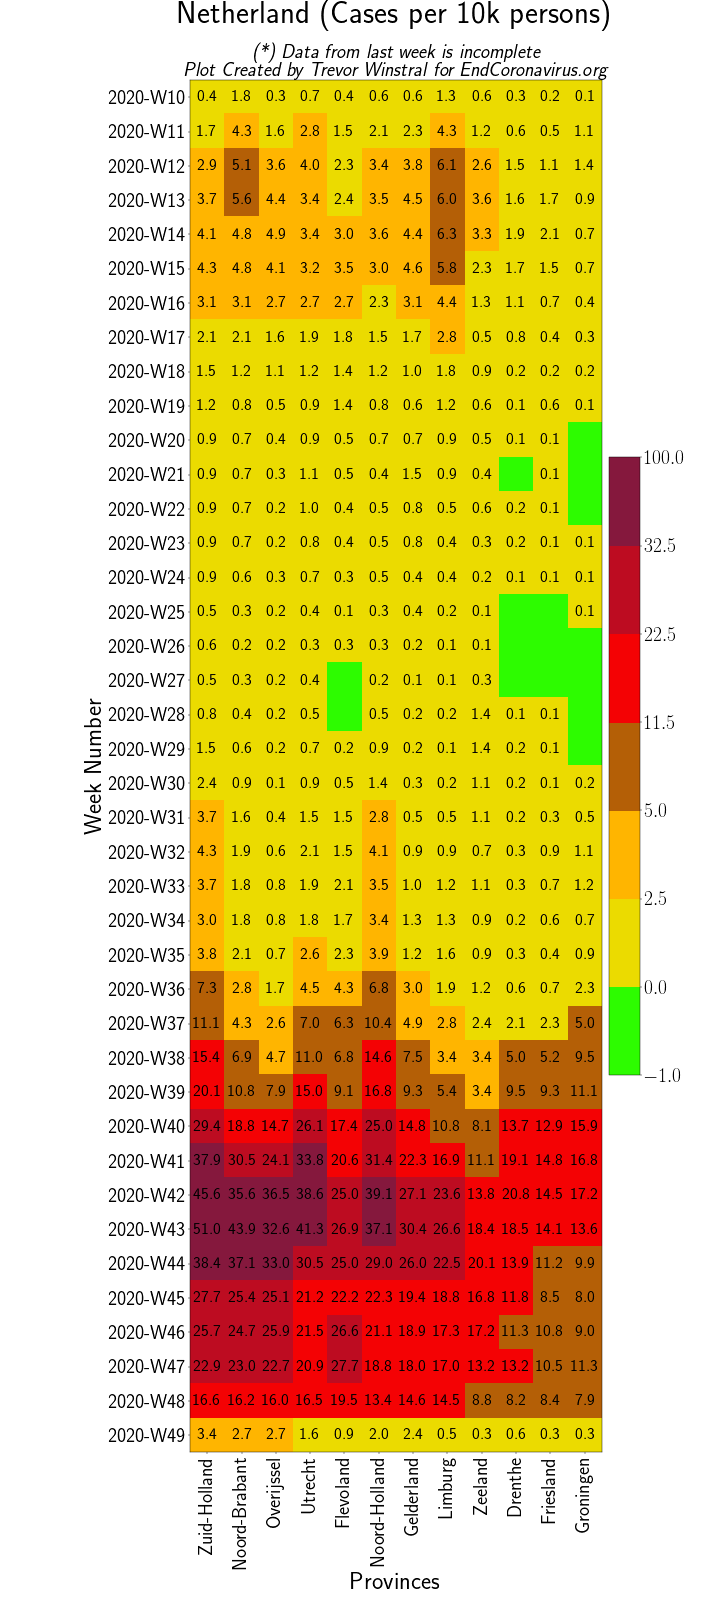 Netherland (Cases per 10k persons)
(*) Data from last week is incomplete
Plot Created by Trevor Winstral for EndCoronavirus.org
2020-W10 0.4 1.8 0.3 0.7 0.4 0.6 0.6 1.3 0.6 0.3 0.2 0.1
2020-W11 1.7 4.3 1.6 2.8 1.5 2.1 2.3 4.3 1.2 0.6 0.5 1.1
2020-W12 2.9 5.1 3.6 4.0 2.3 3.4 3.8 6.1 2.6 1.5 1.1 1.4
2020-W13 3.7 5.6 4.4 3.4 2.4 3.5 4.5 6.0 3.6 1.6 1.7 0.9
2020-W14 4.1 4.8 4.9 3.4 3.0 3.6 4.4 6.3 3.3 1.9 2.1 0.7
2020-W15 4.3 4.8 4.1 3.2 3.5 3.0 4.6 5.8 2.3 1.7 1.5 0.7
2020-W16 3.1 3.1 2.7 2.7 2.7 2.3 3.1 4.4 1.3 1.1 0.7 0.4
2020-W17 2.1 2.1 1.6 1.9 1.8 1.5 1.7 2.8 0.5 0.8 0.4 0.3
2020-W18 1.5 1.2 1.1 1.2 1.4 1.2 1.0 1.8 0.9 0.2 0.2 0.2
2020-W19 1.2 0.8 0.5 0.9 1.4 0.8 0.6 1.2 0.6 0.1 0.6 0.1
2020-W20 0.9 0.7 0.4 0.9 0.5 0.7 0.7 0.9 0.5 0.1 0.1
2020-W21 0.9 0.7 0.3 1.1 0.5 0.4 1.5 0.9 0.4 0.1
2020-W22 0.9 0.7 0.2 1.0 0.4 0.5 0.8 0.5 0.6 0.2 0.1
2020-W23 0.9 0.7 0.2 0.8 0.4 0.5 0.8 0.4 0.3 0.2 0.1 0.1
2020-W24 0.9 0.6 0.3 0.7 0.3 0.5 0.4 0.4 0.2 0.1 0.1 0.1
2020-W25 0.5 0.3 0.2 0.4 0.1 0.3 0.4 0.2 0.1 0.1
2020-W26 0.6 0.2 0.2 0.3 0.3 0.3 0.2 0.1 0.1
2020-W27 0.5 0.3 0.2 0.4 0.2 0.1 0.1 0.3
2020-W28 0.8 0.4 0.2 0.5 0.5 0.2 0.2 1.4 0.1 0.1
2020-W29 1.5 0.6 0.2 0.7 0.2 0.9 0.2 0.1 1.4 0.2 0.1
2020-W30 2.4 0.9 0.1 0.9 0.5 1.4 0.3 0.2 1.1 0.2 0.1 0.2
2020-W31 3.7 1.6 0.4 1.5 1.5 2.8 0.5 0.5 1.1 0.2 0.3 0.5
2020-W32 4.3 1.9 0.6 2.1 1.5 4.1 0.9 0.9 0.7 0.3 0.9 1.1
2020-W33 3.7 1.8 0.8 1.9 2.1 3.5 1.0 1.2 1.1 0.3 0.7 1.2
2020-W34 3.0 1.8 0.8 1.8 1.7 3.4 1.3 1.3 0.9 0.2 0.6 0.7
2020-W35 3.8 2.1 0.7 2.6 2.3 3.9 1.2 1.6 0.9 0.3 0.4 0.9
2020-W36 7.3 2.8 1.7 4.5 4.3 6.8 3.0 1.9 1.2 0.6 0.7 2.3
2020-W37 11.1 4.3 2.6 7.0 6.3 10.4 4.9 2.8 2.4 2.1 2.3 5.0
2020-W38 15.4 6.9 4.7 11.0 6.8 14.6 7.5 3.4 3.4 5.0 5.2 9.5
2020-W39 20.1 10.8 7.9 15.0 9.1 16.8 9.3 5.4 3.4 9.5 9.3 11.1
2020-W40 29.4 18.8 14.7 26.1 17.4 25.0 14.8 10.8 8.1 13.7 12.9 15.9
2020-W41 37.9 30.5 24.1 33.8 20.6 31.4 22.3 16.9 11.1 19.1 14.8 16.8
2020-W42 45.6 35.6 36.5 38.6 25.0 39.1 27.1 23.6 13.8 20.8 14.5 17.2
2020-W43 51.0 43.9 32.6 41.3 26.9 37.1 30.4 26.6 18.4 18.5 14.1 13.6
2020-W44 38.4 37.1 33.0 30.5 25.0 29.0 26.0 22.5 20.1 13.9 11.2 9.9
2020-W45 27.7 25.4 25.1 21.2 22.2 22.3 19.4 18.8 16.8 11.8 8.5 8.0
2020-W46 25.7 24.7 25.9 21.5 26.6 21.1 18.9 17.3 17.2 11.3 10.8 9.0
2020-W47 22.9 23.0 22.7 20.9 27.7 18.8 18.0 17.0 13.2 13.2 10.5 11.3
2020-W48 16.6 16.2 16.0 16.5 19.5 13.4 14.6 14.5 8.8 8.2 8.4 7.9
2020-W49 3.4 2.7 2.7 1.6 0.9 2.0 2.4 0.5 0.3 0.6 0.3 0.3
Week Number
Zuid-Holland
Noord-Brabant
Overijssel
Utrecht
Flevoland
Noord-Holland
Gelderland
Limburg
Zeeland
Drenthe
Friesland
Groningen
Provinces
100.0
32.5
22.5
11.5
5.0
2.5
0.0
−1.0